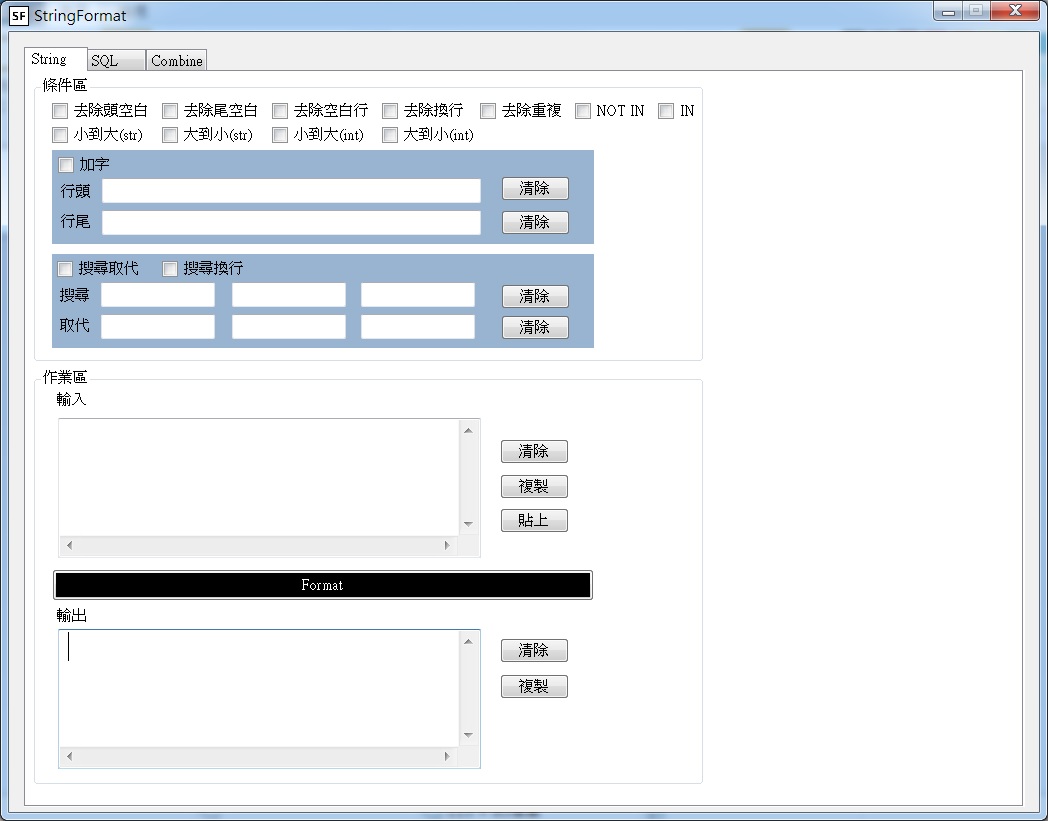 SF StringFormat
String SQL Combine
條件區
去除頭空白 去除尾空白 去除空白行 去除換行 去除重複 NOT IN IN
小到大(str) 大到小(str) 小到大(int) 大到小(int)
加字
行頭 清除
行尾 清除
搜尋取代 搜尋換行
搜尋 清除
取代 清除
作業區
輸入
清除
複製
貼上
Format
輸出
清除
複製